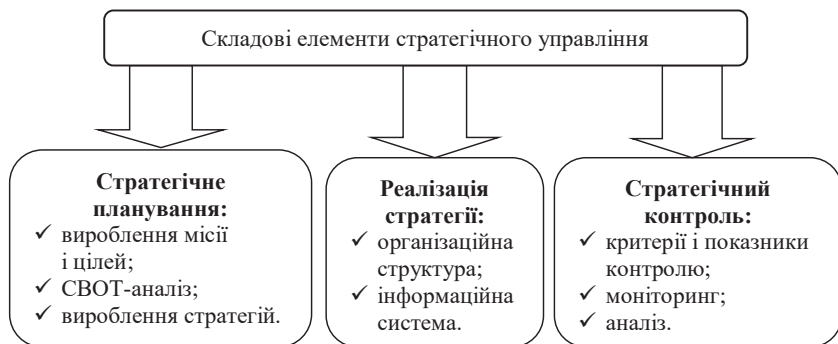 Складові елементи стратегічного управління
Стратегічне
планування:
✓ вироблення місії
і цілей;
✓ СВОТ-аналіз;
✓ вироблення стратегій.
Реалізація
стратегії:
✓ організаційна
структура;
✓ інформаційна
система.
Стратегічний
контроль:
✓ критерії і показники
контролю;
✓ моніторинг;
✓ аналіз.